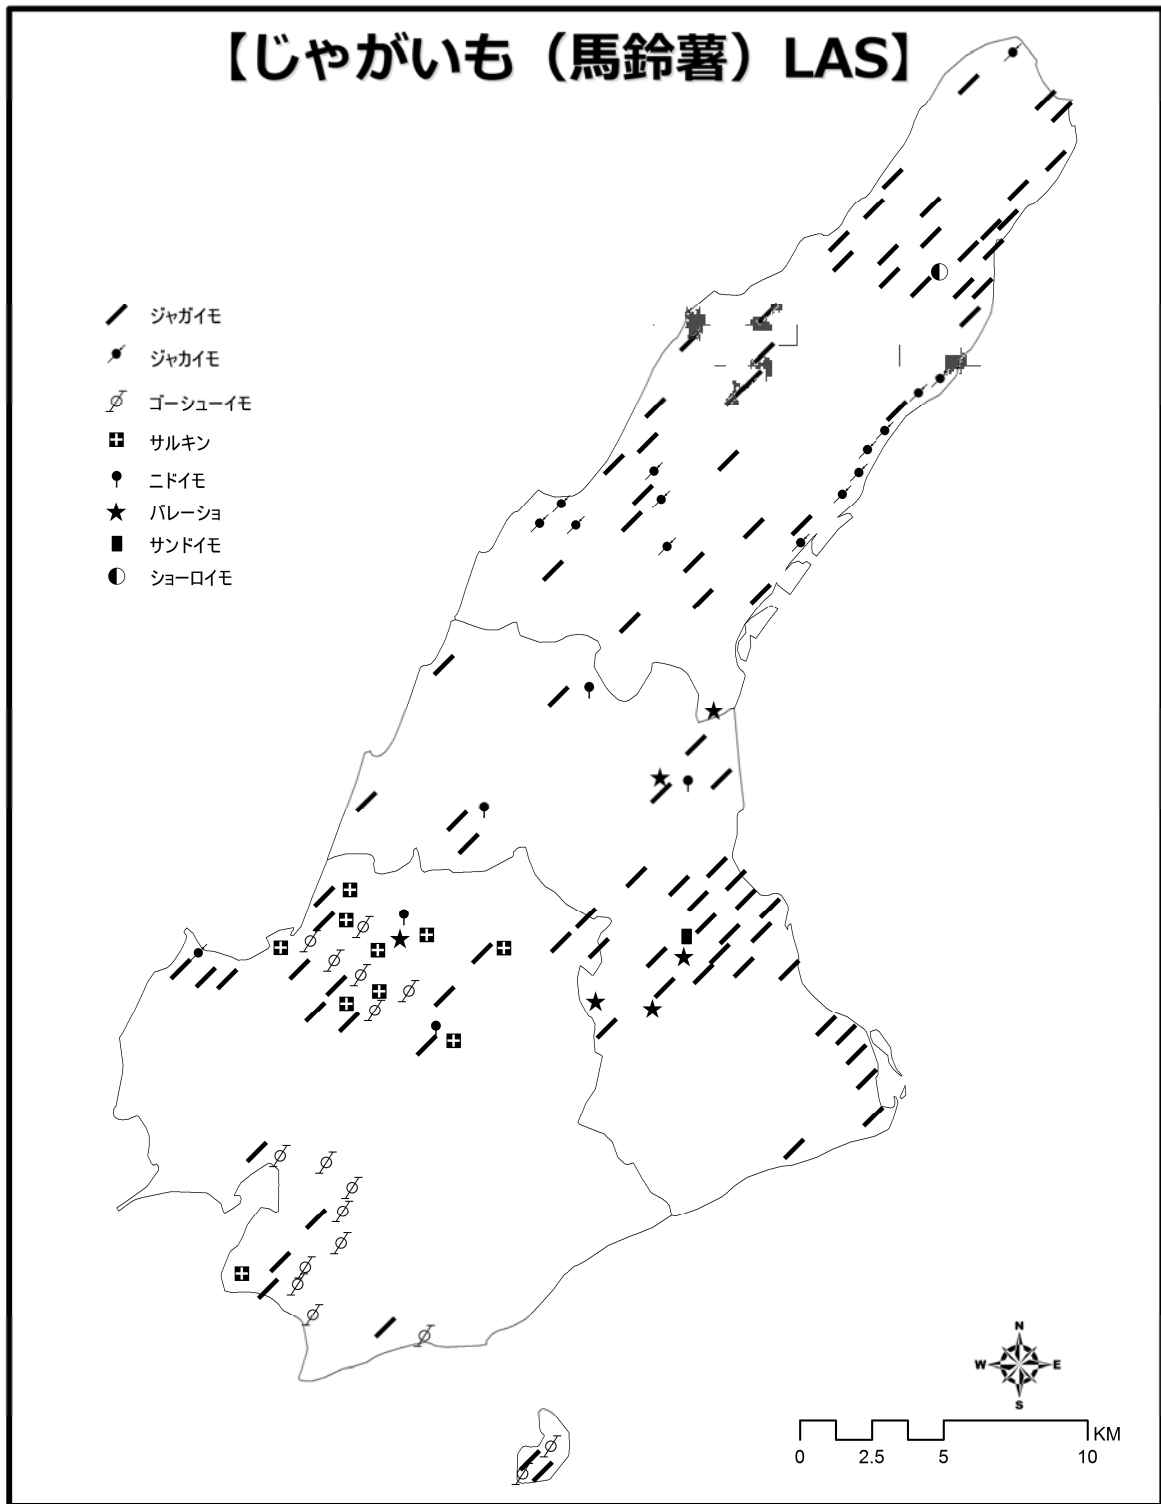 【じゃがいも（馬鈴薯）LAS】
ジャガイモ
ジャカイモ
ゴーシューイモ
サルキン
ニドイモ
バレーショ
サンドイモ
ショーロイモ
N
W E
S
KM
0 2.5 5 10